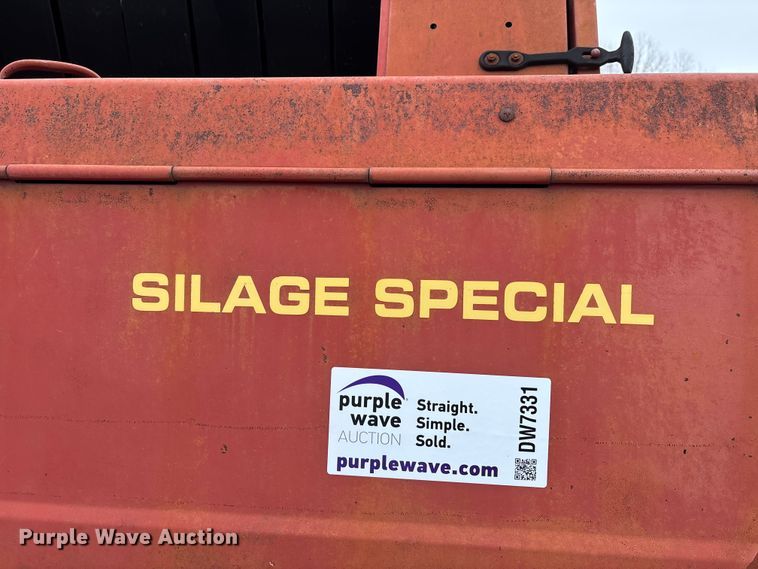 SILAGE SPECIAL
purple
wave
AUCTION
Straight.
Simple.
Sold.
purplewave.com
DW7331
Purple Wave Auction